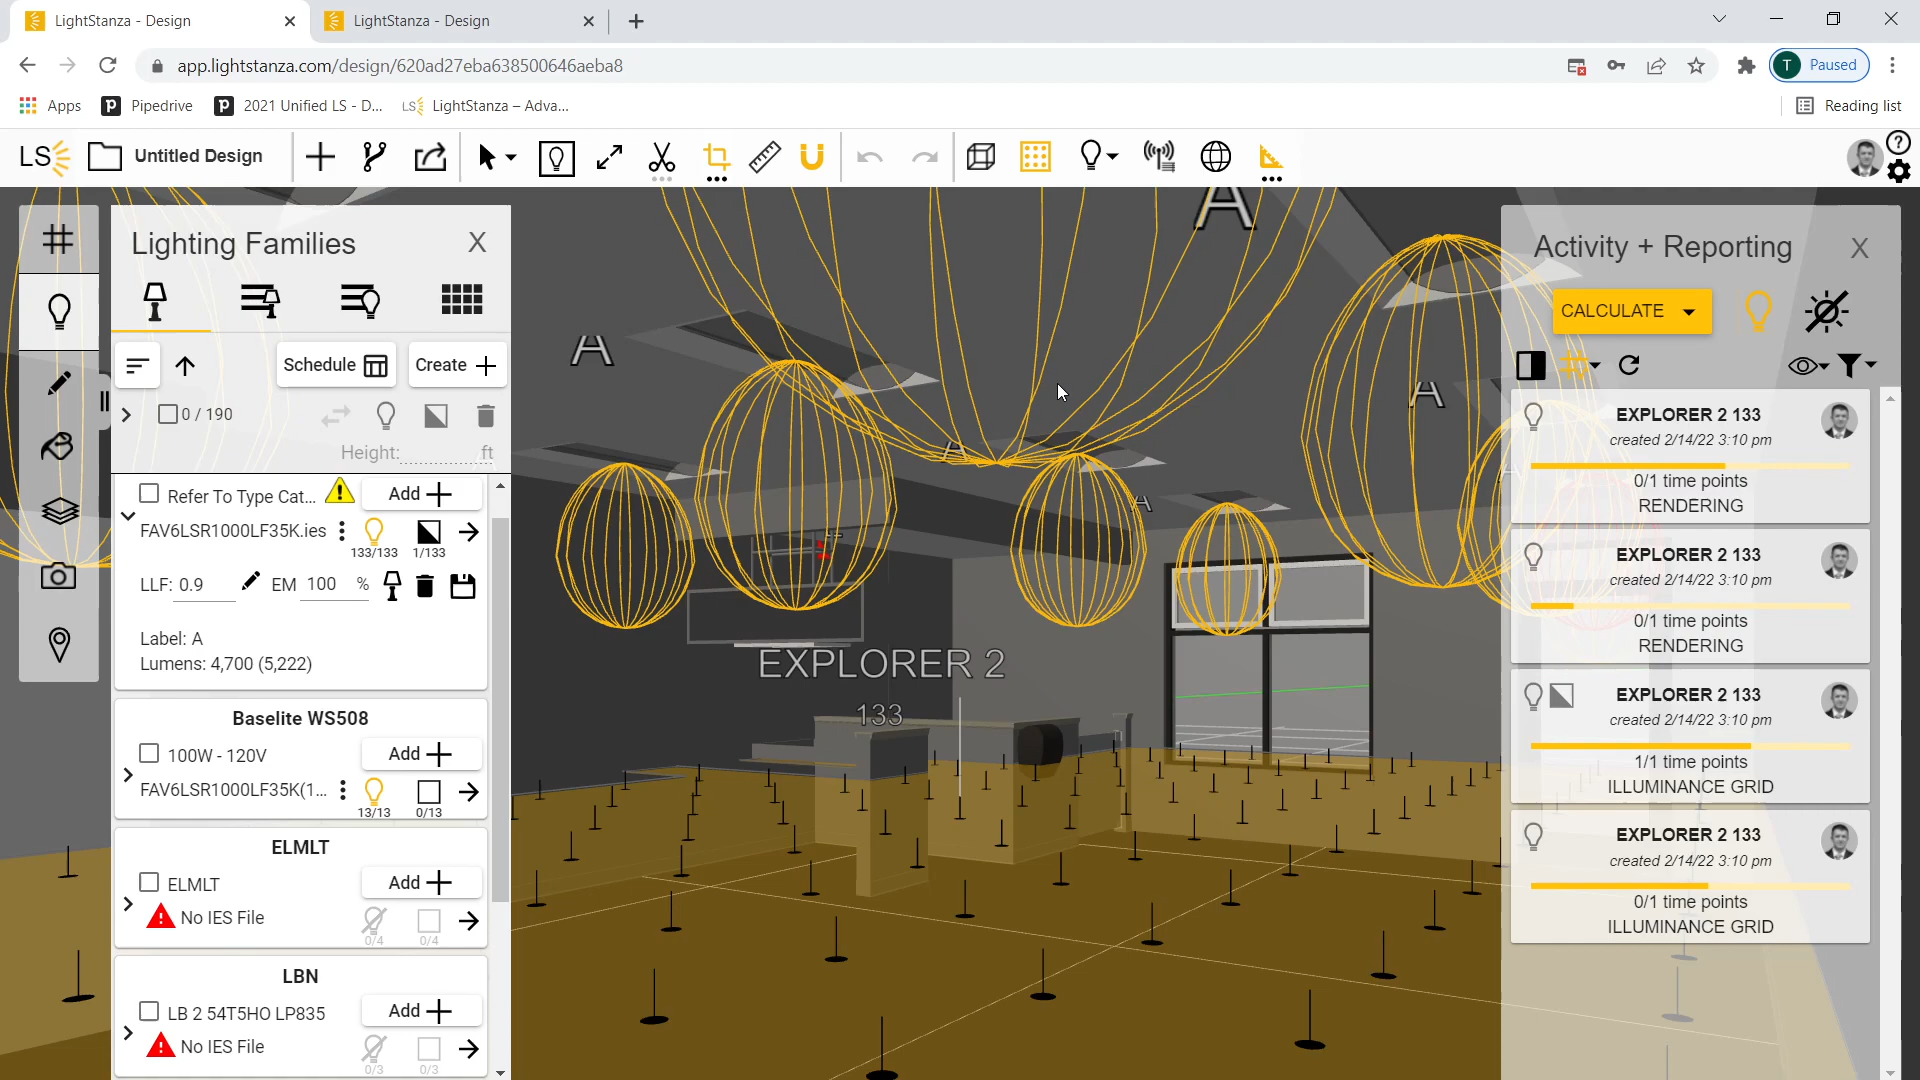 LightStanza - Design
LightStanza - Design
app.lightstanza.com/design/620ad27eba638500646aeba8
T Paused
Apps
Pipedrive
2021 Unified LS - D...
LightStanza – Adva...
Reading list
LS
Untitled Design
Lighting Families X
Schedule
Create
0 / 190
Height: ft
Refer To Type Cat...
Add
FAV6LSR1000LF35K.ies
133/133
1/133
LLF: 0.9
EM 100 %
Label: A
Lumens: 4,700 (5,222)
Baselite WS508
100W - 120V
Add
FAV6LSR1000LF35K(1...
13/13
0/13
ELMLT
ELMLT
Add
No IES File
0/4
0/4
LBN
LB 2 54T5HO LP835
Add
No IES File
0/3
0/3
A
A
A
A
A
EXPLORER 2
133
Activity + Reporting X
CALCULATE
EXPLORER 2 133
created 2/14/22 3:10 pm
0/1 time points
RENDERING
EXPLORER 2 133
created 2/14/22 3:10 pm
0/1 time points
RENDERING
EXPLORER 2 133
created 2/14/22 3:10 pm
1/1 time points
ILLUMINANCE GRID
EXPLORER 2 133
created 2/14/22 3:10 pm
0/1 time points
ILLUMINANCE GRID